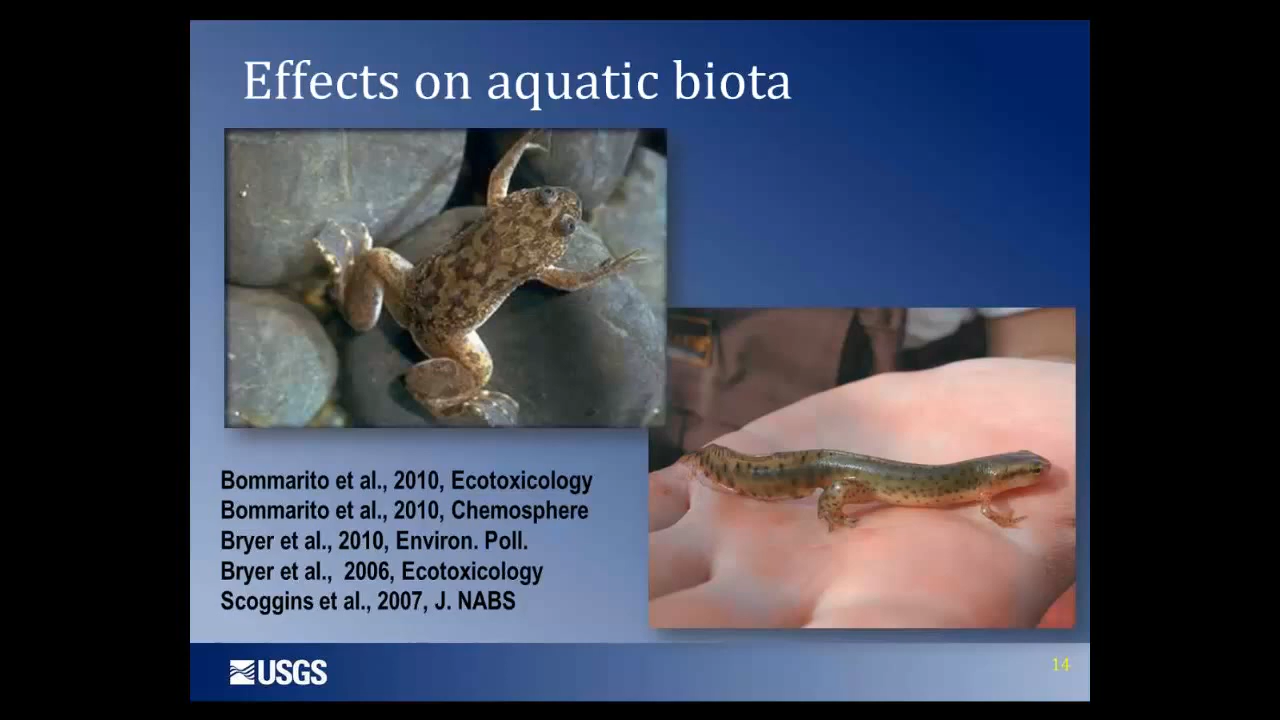 Effects on aquatic biota
Bommarito et al., 2010, Ecotoxicology
Bommarito et al., 2010, Chemosphere
Bryer et al., 2010, Environ. Poll.
Bryer et al.,  2006, Ecotoxicology
Scoggins et al., 2007, J. NABS
USGS
14